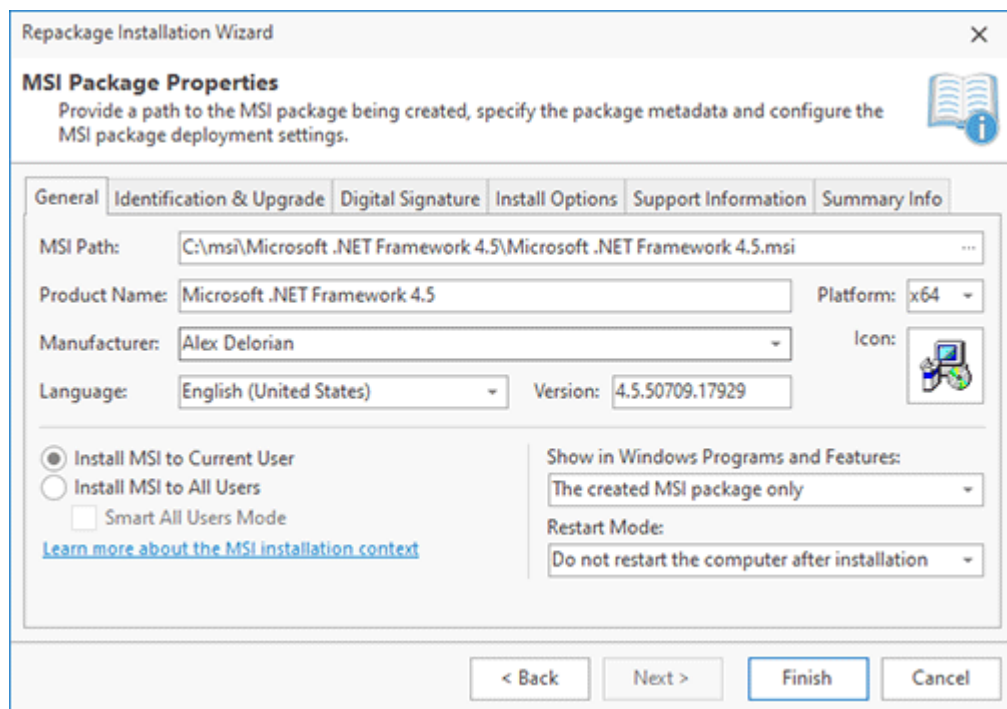 Repackage Installation Wizard
MSI Package Properties
Provide a path to the MSI package being created, specify the package metadata and configure the
MSI package deployment settings.
General Identification & Upgrade Digital Signature Install Options Support Information Summary Info
MSI Path: C:\msi\Microsoft .NET Framework 4.5\Microsoft .NET Framework 4.5.msi ...
Product Name: Microsoft .NET Framework 4.5 Platform: x64
Manufacturer: Alex Delorian Icon:
Language: English (United States) Version: 4.5.50709.17929
Install MSI to Current User
Install MSI to All Users
Smart All Users Mode
Learn more about the MSI installation context
Show in Windows Programs and Features:
The created MSI package only
Restart Mode:
Do not restart the computer after installation
< Back Next > Finish Cancel